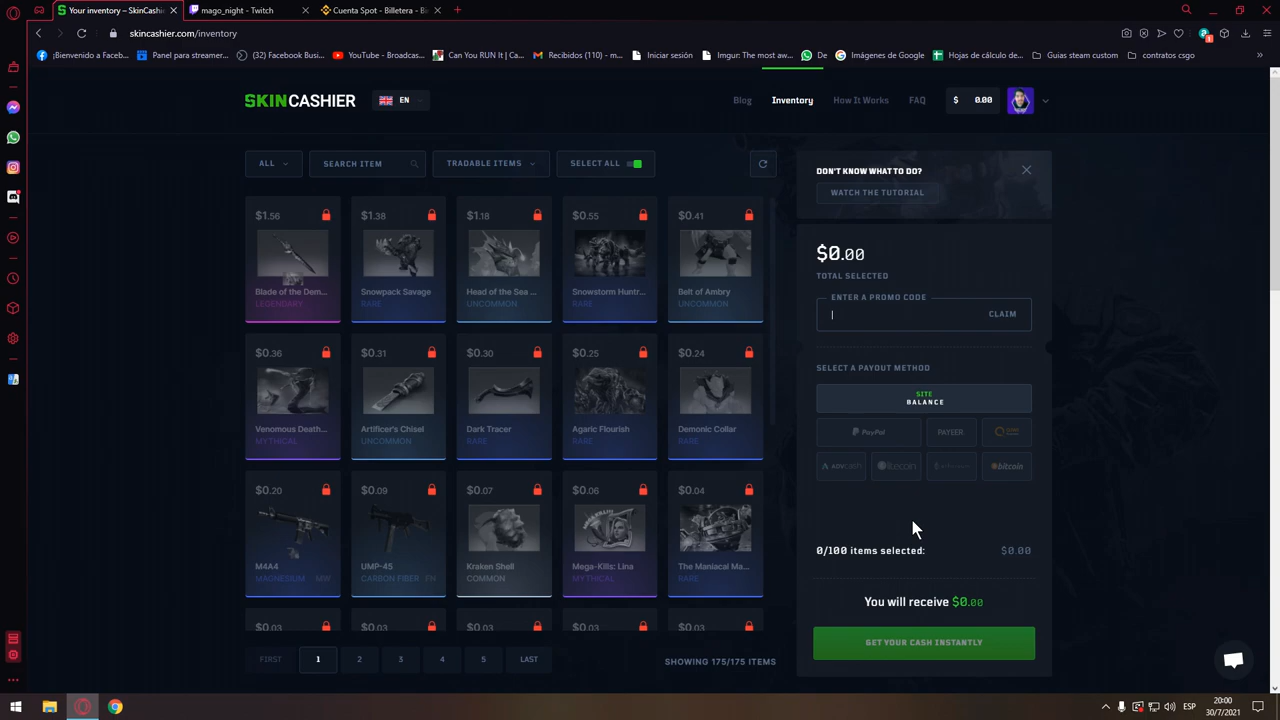 Your inventory – SkinCashie
mago_night - Twitch
Cuenta Spot - Billetera - Bi
skincashier.com/inventory
¡Bienvenido a Faceb...
Panel para streamer...
(32) Facebook Busi...
YouTube - Broadcas...
Can You RUN It | Can...
Recibidos (110) - m...
Iniciar sesión
Imgur: The most aw...
De
Imágenes de Google
Hojas de cálculo de...
Guias steam custom
contratos csgo
SKINCASHIER
EN
Blog
Inventory
How It Works
FAQ
$ 0.00
ALL
SEARCH ITEM
TRADABLE ITEMS
SELECT ALL
DON'T KNOW WHAT TO DO?
WATCH THE TUTORIAL
$1.56
$1.38
$1.18
$0.55
$0.41
Blade of the Dem...
Snowpack Savage
Head of the Sea ...
Snowstorm Huntr...
Belt of Ambry
LEGENDARY
RARE
UNCOMMON
RARE
UNCOMMON
$0.36
$0.31
$0.30
$0.25
$0.24
Venomous Death...
Artificer's Chisel
Dark Tracer
Agaric Flourish
Demonic Collar
MYTHICAL
UNCOMMON
RARE
RARE
RARE
$0.20
$0.09
$0.07
$0.06
$0.04
M4A4
UMP-45
Kraken Shell
Mega-Kills: Lina
The Maniacal Ma...
MAGNESIUM MW
CARBON FIBER FN
COMMON
MYTHICAL
RARE
$0.03
$0.03
$0.03
$0.03
$0.03
FIRST
1
2
3
4
5
LAST
SHOWING 175/175 ITEMS
$0.00
TOTAL SELECTED
ENTER A PROMO CODE
CLAIM
SELECT A PAYOUT METHOD
SITE
BALANCE
PayPal
PAYEER
ADVcash
litecoin
bitcoin
0/100 items selected:
$0.00
You will receive $0.00
GET YOUR CASH INSTANTLY
ESP
20:00
30/7/2021